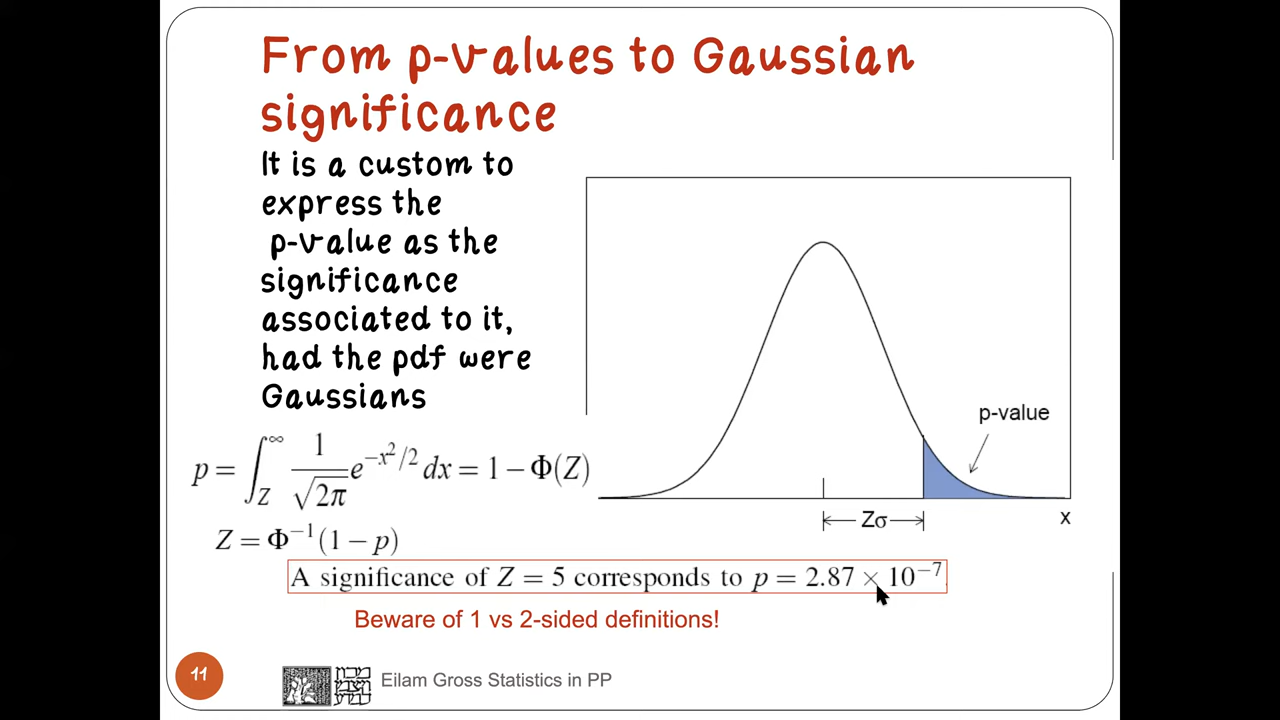 From p-values to Gaussian
significance
It is a custom to
express the
p-value as the
significance
associated to it,
had the pdf were
Gaussians
p = ∫_Z^∞ 1/√2π e^{−x²/2} dx = 1 − Φ(Z)
Z = Φ^{−1}(1 − p)
p-value
Zσ
x
A significance of Z = 5 corresponds to p = 2.87 × 10^{−7}
Beware of 1 vs 2-sided definitions!
11
Eilam Gross Statistics in PP